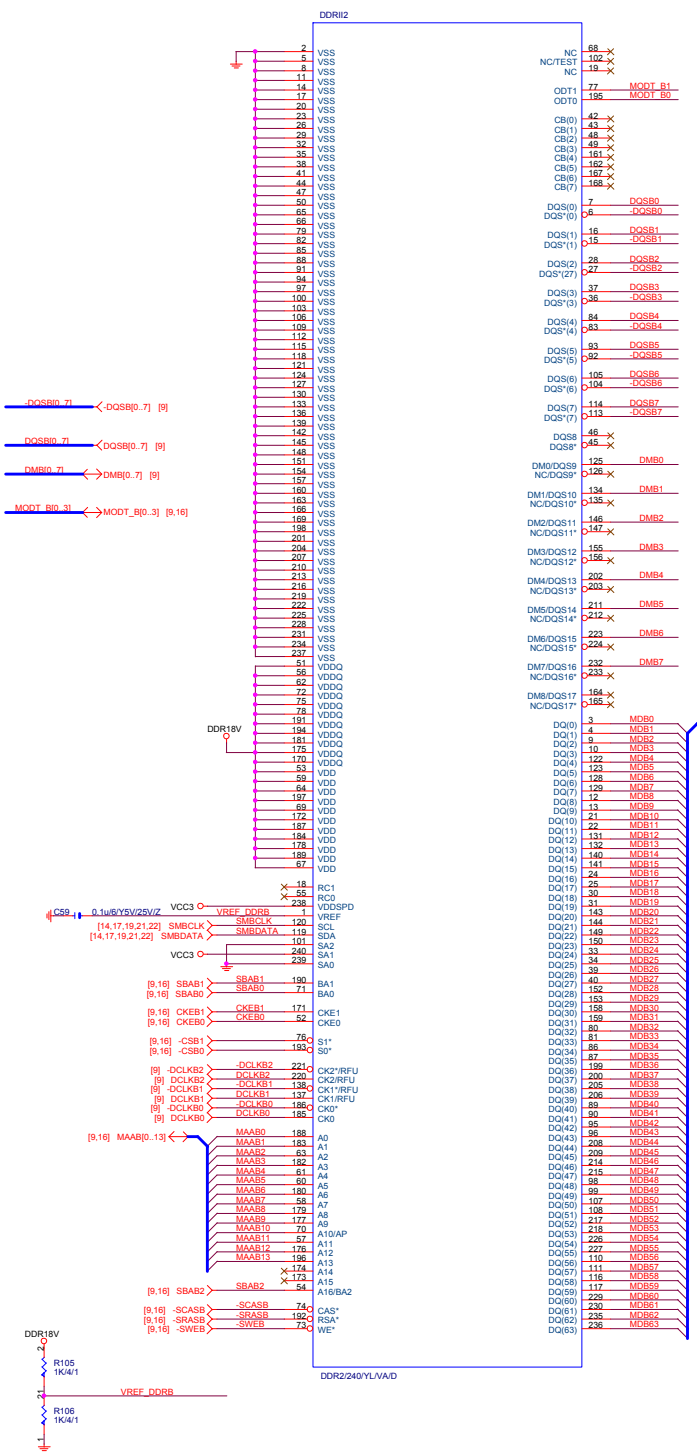 DDRII2
2 VSS
5 VSS
8 VSS
11 VSS
14 VSS
17 VSS
20 VSS
23 VSS
26 VSS
29 VSS
32 VSS
35 VSS
38 VSS
41 VSS
44 VSS
47 VSS
50 VSS
65 VSS
66 VSS
79 VSS
82 VSS
85 VSS
88 VSS
91 VSS
94 VSS
97 VSS
100 VSS
103 VSS
106 VSS
109 VSS
112 VSS
115 VSS
118 VSS
121 VSS
124 VSS
127 VSS
130 VSS
133 VSS
136 VSS
139 VSS
142 VSS
145 VSS
148 VSS
151 VSS
154 VSS
157 VSS
160 VSS
163 VSS
166 VSS
169 VSS
198 VSS
201 VSS
204 VSS
207 VSS
210 VSS
213 VSS
216 VSS
219 VSS
222 VSS
225 VSS
228 VSS
231 VSS
234 VSS
237 VSS
51 VDDQ
56 VDDQ
62 VDDQ
72 VDDQ
75 VDDQ
78 VDDQ
191 VDDQ
194 VDDQ
181 VDDQ
175 VDDQ
170 VDDQ
53 VDD
59 VDD
64 VDD
197 VDD
69 VDD
172 VDD
187 VDD
184 VDD
178 VDD
189 VDD
67 VDD
DDR18V
-DQSB[0..7] -DQSB[0..7] [9]
DQSB[0..7] DQSB[0..7] [9]
DMB[0..7] DMB[0..7] [9]
MODT_B[0..3] MODT_B[0..3] [9,16]
18 RC1
55 RC0
VCC3 238 VDDSPD
C59 0.1u/6/Y5V/25V/Z VREF_DDRB 1 VREF
[14,17,19,21,22] SMBCLK SMBCLK 120 SCL
[14,17,19,21,22] SMBDATA SMBDATA 119 SDA
101 SA2
VCC3 240 SA1
239 SA0
[9,16] SBAB1 SBAB1 190 BA1
[9,16] SBAB0 SBAB0 71 BA0
[9,16] CKEB1 CKEB1 171 CKE1
[9,16] CKEB0 CKEB0 52 CKE0
[9,16] -CSB1 76 S1*
[9,16] -CSB0 193 S0*
[9] -DCLKB2 -DCLKB2 221 CK2*/RFU
[9] DCLKB2 DCLKB2 220 CK2/RFU
[9] -DCLKB1 -DCLKB1 138 CK1*/RFU
[9] DCLKB1 DCLKB1 137 CK1/RFU
[9] -DCLKB0 -DCLKB0 186 CK0*
[9] DCLKB0 DCLKB0 185 CK0
[9,16] MAAB[0..13]
MAAB0 188 A0
MAAB1 183 A1
MAAB2 63 A2
MAAB3 182 A3
MAAB4 61 A4
MAAB5 60 A5
MAAB6 180 A6
MAAB7 58 A7
MAAB8 179 A8
MAAB9 177 A9
MAAB10 70 A10/AP
MAAB11 57 A11
MAAB12 176 A12
MAAB13 196 A13
174 A14
173 A15
[9,16] SBAB2 SBAB2 54 A16/BA2
[9,16] -SCASB -SCASB 74 CAS*
[9,16] -SRASB -SRASB 192 RSA*
[9,16] -SWEB -SWEB 73 WE*
NC 68
NC/TEST 102
NC 19
ODT1 77 MODT_B1
ODT0 195 MODT_B0
CB(0) 42
CB(1) 43
CB(2) 48
CB(3) 49
CB(4) 161
CB(5) 162
CB(6) 167
CB(7) 168
DQS(0) 7 DQSB0
DQS*(0) 6 -DQSB0
DQS(1) 16 DQSB1
DQS*(1) 15 -DQSB1
DQS(2) 28 DQSB2
DQS*(27) 27 -DQSB2
DQS(3) 37 DQSB3
DQS*(3) 36 -DQSB3
DQS(4) 84 DQSB4
DQS*(4) 83 -DQSB4
DQS(5) 93 DQSB5
DQS*(5) 92 -DQSB5
DQS(6) 105 DQSB6
DQS*(6) 104 -DQSB6
DQS(7) 114 DQSB7
DQS*(7) 113 -DQSB7
DQS8 46
DQS8* 45
DM0/DQS9 125 DMB0
NC/DQS9* 126
DM1/DQS10 134 DMB1
NC/DQS10* 135
DM2/DQS11 146 DMB2
NC/DQS11* 147
DM3/DQS12 155 DMB3
NC/DQS12* 156
DM4/DQS13 202 DMB4
NC/DQS13* 203
DM5/DQS14 211 DMB5
NC/DQS14* 212
DM6/DQS15 223 DMB6
NC/DQS15* 224
DM7/DQS16 232 DMB7
NC/DQS16* 233
DM8/DQS17 164
NC/DQS17* 165
DQ(0) 3 MDB0
DQ(1) 4 MDB1
DQ(2) 9 MDB2
DQ(3) 10 MDB3
DQ(4) 122 MDB4
DQ(5) 123 MDB5
DQ(6) 128 MDB6
DQ(7) 129 MDB7
DQ(8) 12 MDB8
DQ(9) 13 MDB9
DQ(10) 21 MDB10
DQ(11) 22 MDB11
DQ(12) 131 MDB12
DQ(13) 132 MDB13
DQ(14) 140 MDB14
DQ(15) 141 MDB15
DQ(16) 24 MDB16
DQ(17) 25 MDB17
DQ(18) 30 MDB18
DQ(19) 31 MDB19
DQ(20) 143 MDB20
DQ(21) 144 MDB21
DQ(22) 149 MDB22
DQ(23) 150 MDB23
DQ(24) 33 MDB24
DQ(25) 34 MDB25
DQ(26) 39 MDB26
DQ(27) 40 MDB27
DQ(28) 152 MDB28
DQ(29) 153 MDB29
DQ(30) 158 MDB30
DQ(31) 159 MDB31
DQ(32) 80 MDB32
DQ(33) 81 MDB33
DQ(34) 86 MDB34
DQ(35) 87 MDB35
DQ(36) 199 MDB36
DQ(37) 200 MDB37
DQ(38) 205 MDB38
DQ(39) 206 MDB39
DQ(40) 89 MDB40
DQ(41) 90 MDB41
DQ(42) 95 MDB42
DQ(43) 96 MDB43
DQ(44) 208 MDB44
DQ(45) 209 MDB45
DQ(46) 214 MDB46
DQ(47) 215 MDB47
DQ(48) 98 MDB48
DQ(49) 99 MDB49
DQ(50) 107 MDB50
DQ(51) 108 MDB51
DQ(52) 217 MDB52
DQ(53) 218 MDB53
DQ(54) 226 MDB54
DQ(55) 227 MDB55
DQ(56) 110 MDB56
DQ(57) 111 MDB57
DQ(58) 116 MDB58
DQ(59) 117 MDB59
DQ(60) 229 MDB60
DQ(61) 230 MDB61
DQ(62) 235 MDB62
DQ(63) 236 MDB63
DDR2/240/YL/VA/D
DDR18V
2
R105
1K/4/1
21 VREF_DDRB
R106
1K/4/1
1